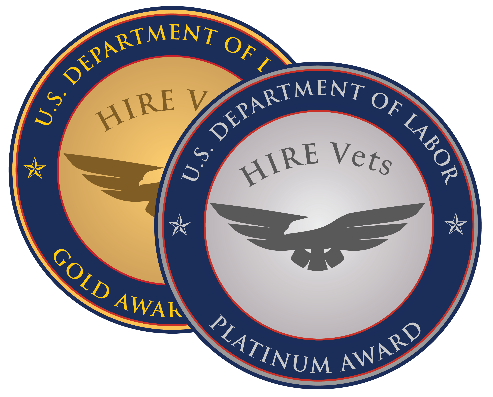 U.S. DEPARTMENT OF L
HIRE V
GOLD AWAR
U.S. DEPARTMENT OF LABOR
HIRE Vets
PLATINUM AWARD